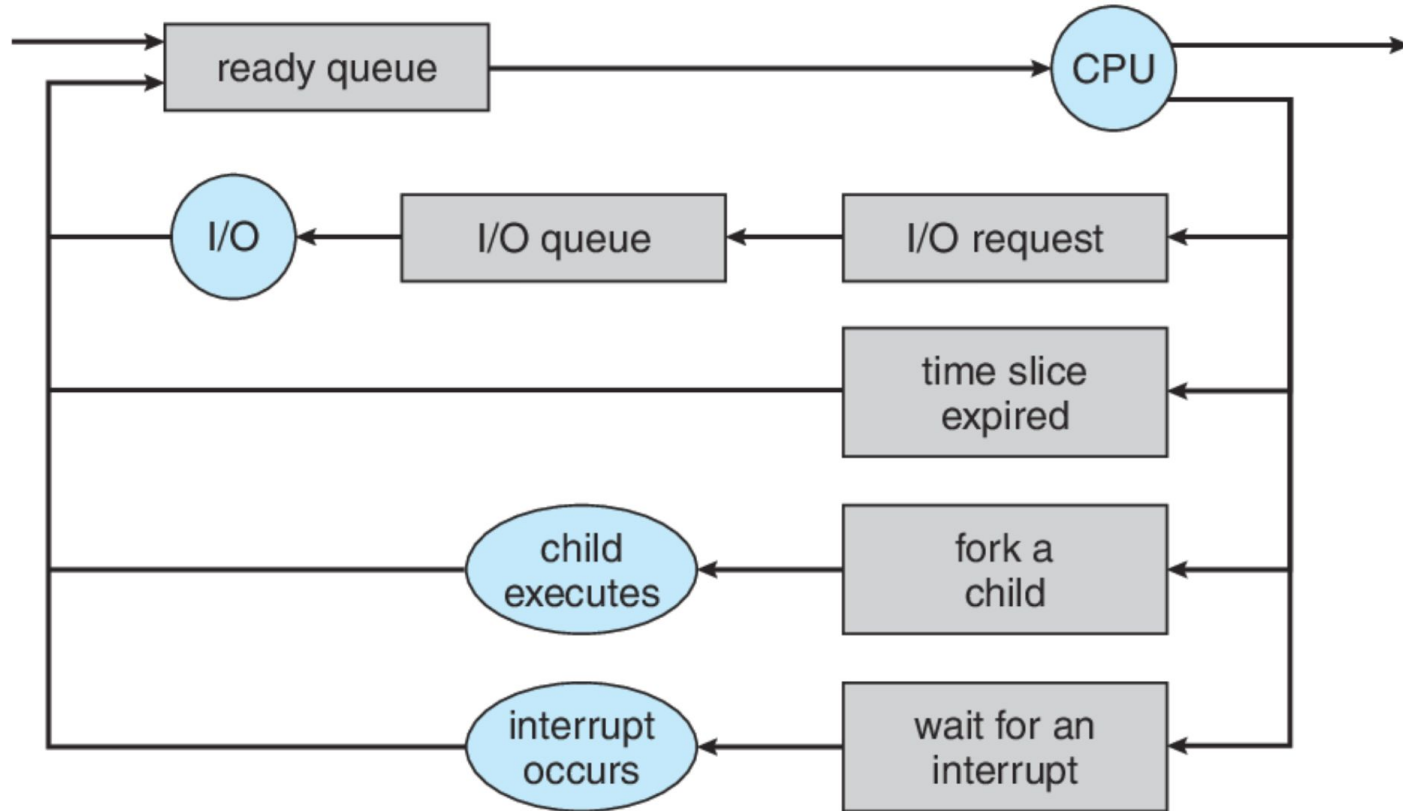 ready queue
CPU
I/O
I/O queue
I/O request
time slice
expired
child
executes
fork a
child
interrupt
occurs
wait for an
interrupt